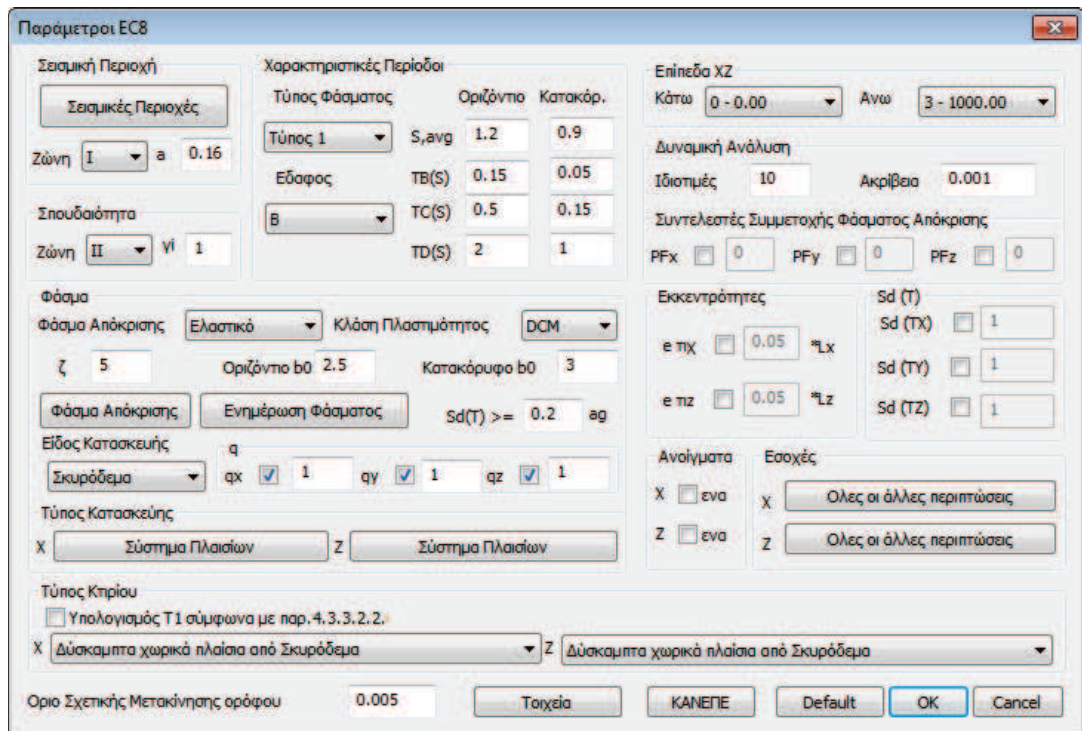 Παράμετροι EC8
Σεισμική Περιοχή
Σεισμικές Περιοχές
Ζώνη I a 0.16
Σπουδαιότητα
Ζώνη II γi 1
Χαρακτηριστικές Περίοδοι
Τύπος Φάσματος Οριζόντιο Κατακόρ.
Τύπος 1 S,avg 1.2 0.9
Εδαφος TB(S) 0.15 0.05
B TC(S) 0.5 0.15
TD(S) 2 1
Επίπεδα XZ
Κάτω 0 - 0.00 Ανω 3 - 1000.00
Δυναμική Ανάλυση
Ιδιοτιμές 10 Ακρίβεια 0.001
Συντελεστές Συμμετοχής Φάσματος Απόκρισης
PFx 0 PFy 0 PFz 0
Φάσμα
Φάσμα Απόκρισης Ελαστικό Κλάση Πλαστιμότητος DCM
ζ 5 Οριζόντιο b0 2.5 Κατακόρυφο b0 3
Φάσμα Απόκρισης Ενημέρωση Φάσματος Sd(T) >= 0.2 ag
Είδος Κατασκευής q
Σκυρόδεμα qx 1 qy 1 qz 1
Τύπος Κατασκεύης
X Σύστημα Πλαισίων Z Σύστημα Πλαισίων
Εκκεντρότητες
e τιχ 0.05 *Lx
e τιz 0.05 *Lz
Sd (T)
Sd (TX) 1
Sd (TY) 1
Sd (TZ) 1
Ανοίγματα
X ενα
Z ενα
Εσοχές
X Ολες οι άλλες περιπτώσεις
Z Ολες οι άλλες περιπτώσεις
Τύπος Κτιρίου
Υπολογισμός Τ1 σύμφωνα με παρ.4.3.3.2.2.
X Δύσκαμπτα χωρικά πλαίσια από Σκυρόδεμα Z Δύσκαμπτα χωρικά πλαίσια από Σκυρόδεμα
Οριο Σχετικής Μετακίνησης ορόφου 0.005 Τοιχεία ΚΑΝΕΠΕ Default OK Cancel